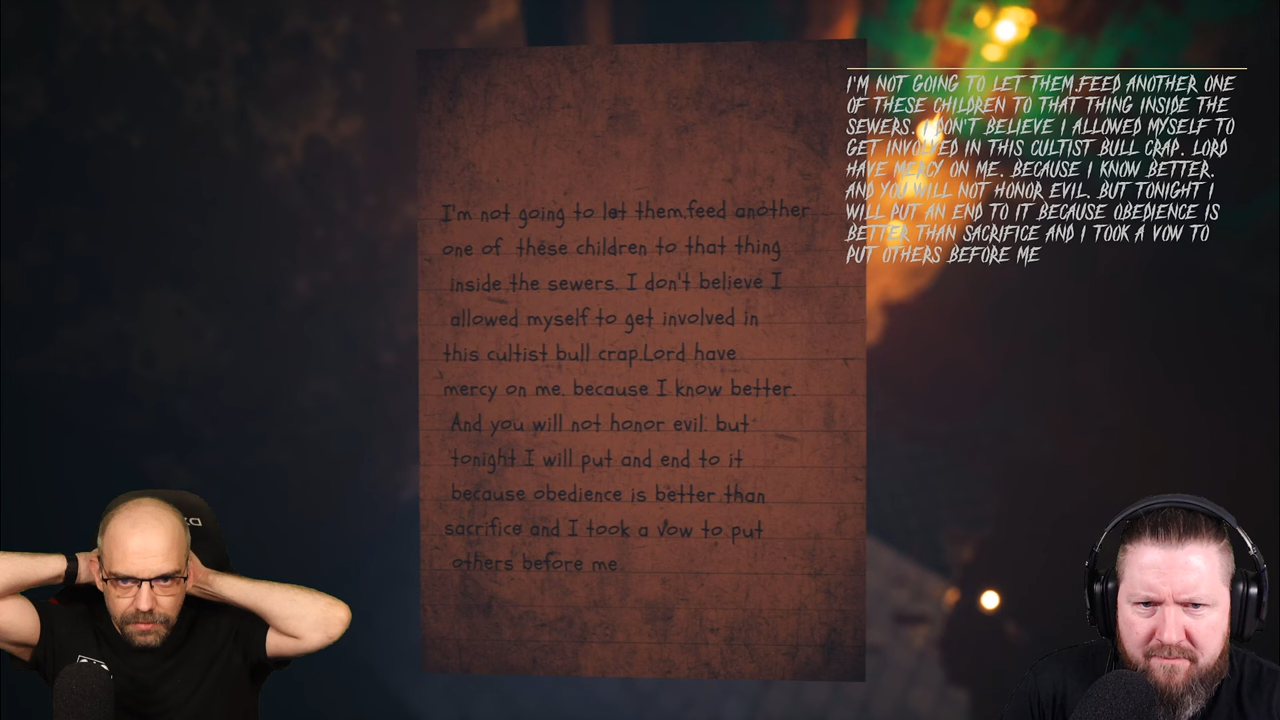 I'm not going to let them.feed another
one of these children to that thing
inside the sewers. I don't believe I
allowed myself to get involved in
this cultist bull crap.Lord have
mercy on me. because I know better.
And you will not honor evil. but
tonight I will put and end to it
because obedience is better than
sacrifice and I took a vow to put
others before me
I'M NOT GOING TO LET THEM.FEED ANOTHER ONE
OF THESE CHILDREN TO THAT THING INSIDE THE
SEWERS. I DON'T BELIEVE I ALLOWED MYSELF TO
GET INVOLVED IN THIS CULTIST BULL CRAP. LORD
HAVE MERCY ON ME. BECAUSE I KNOW BETTER.
AND YOU WILL NOT HONOR EVIL. BUT TONIGHT I
WILL PUT AN END TO IT BECAUSE OBEDIENCE IS
BETTER THAN SACRIFICE AND I TOOK A VOW TO
PUT OTHERS BEFORE ME